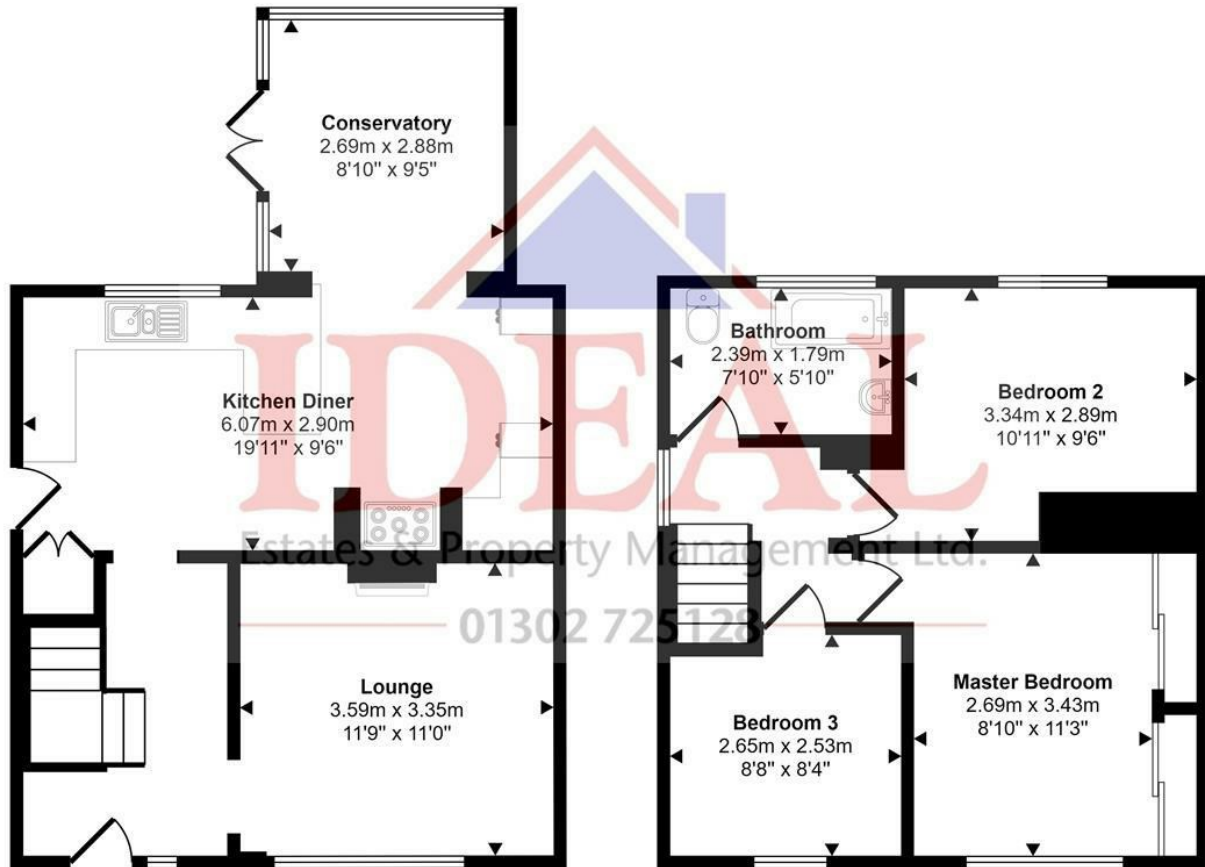 Conservatory
2.69m x 2.88m
8'10" x 9'5"
Kitchen Diner
6.07m x 2.90m
19'11" x 9'6"
Lounge
3.59m x 3.35m
11'9" x 11'0"
Bathroom
2.39m x 1.79m
7'10" x 5'10"
Bedroom 2
3.34m x 2.89m
10'11" x 9'6"
Master Bedroom
2.69m x 3.43m
8'10" x 11'3"
Bedroom 3
2.65m x 2.53m
8'8" x 8'4"
IDEAL
Estates & Property Management Ltd.
01302 725128